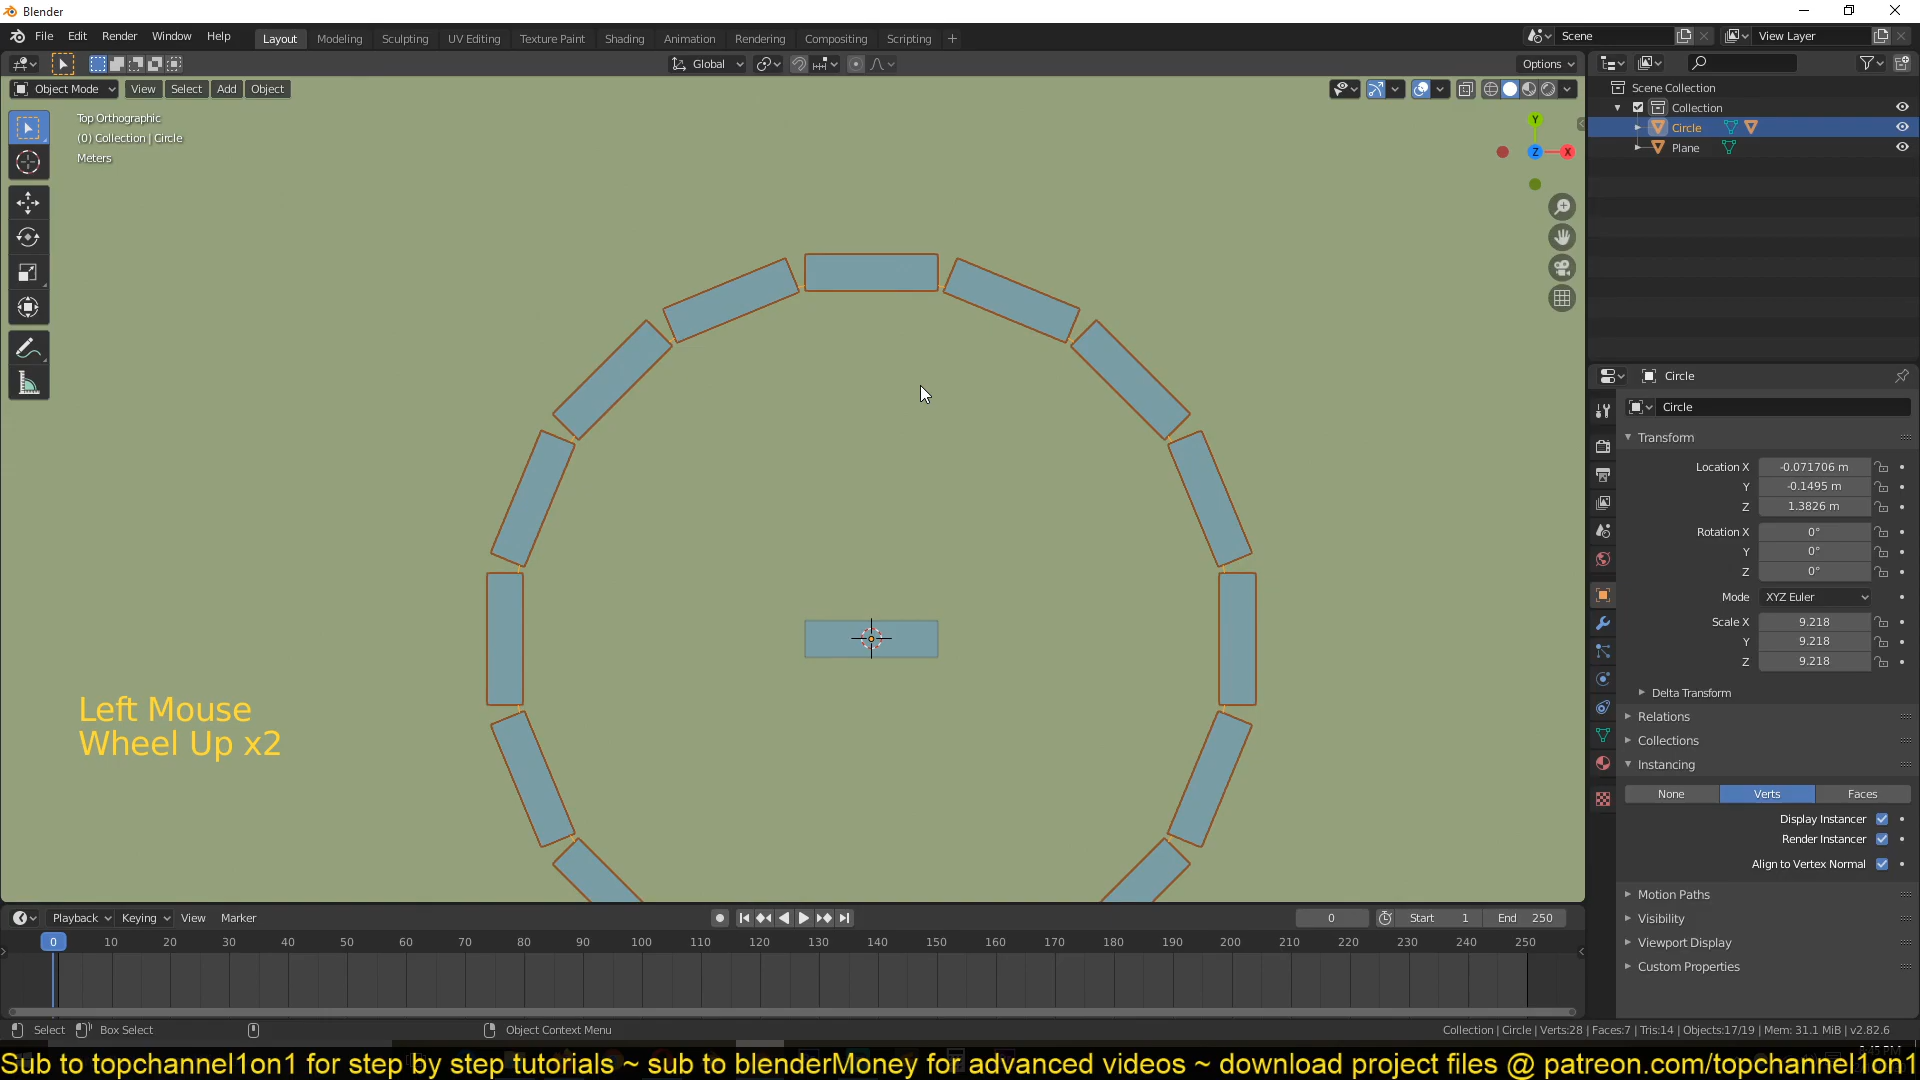 Blender
File Edit Render Window Help
Layout Modeling Sculpting UV Editing Texture Paint Shading Animation Rendering Compositing Scripting +
Scene
View Layer
Global
Options
Object Mode View Select Add Object
Top Orthographic
(0) Collection | Circle
Meters
Y
Z
X
Scene Collection
Collection
Circle
Plane
Circle
Circle
Transform
Location X -0.071706 m
Y -0.1495 m
Z 1.3826 m
Rotation X 0°
Y 0°
Z 0°
Mode XYZ Euler
Scale X 9.218
Y 9.218
Z 9.218
Delta Transform
Relations
Collections
Instancing
None Verts Faces
Display Instancer
Render Instancer
Align to Vertex Normal
Motion Paths
Visibility
Viewport Display
Custom Properties
Left Mouse
Wheel Up x2
Playback Keying View Marker
0 Start 1 End 250
0 10 20 30 40 50 60 70 80 90 100 110 120 130 140 150 160 170 180 190 200 210 220 230 240 250
Select Box Select Object Context Menu
Collection | Circle | Verts:28 | Faces:7 | Tris:14 | Objects:17/19 | Mem: 31.1 MiB | v2.82.6
Sub to topchannel1on1 for step by step tutorials ~ sub to blenderMoney for advanced videos ~ download project files @ patreon.com/topchannel1on1